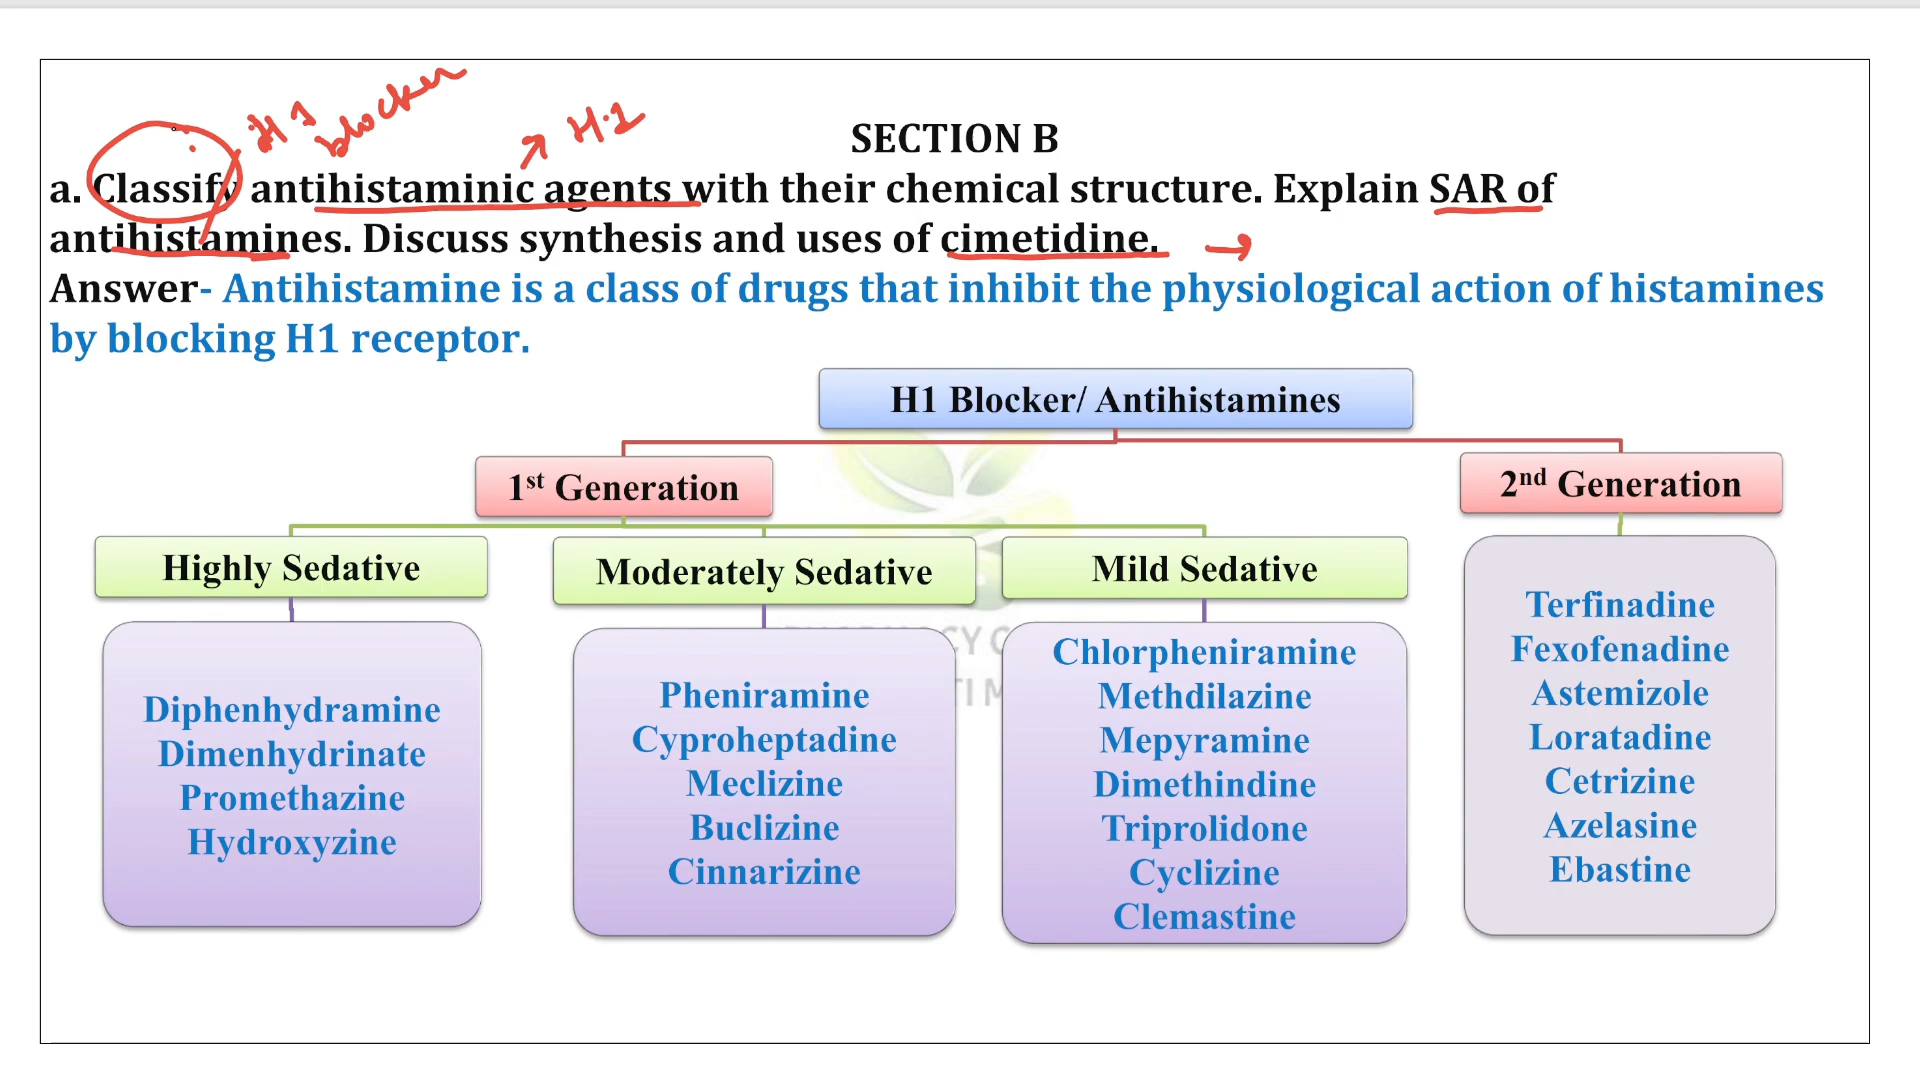 H1
blocker
H·1
SECTION B
a. Classify antihistaminic agents with their chemical structure. Explain SAR of
antihistamines. Discuss synthesis and uses of cimetidine.
Answer- Antihistamine is a class of drugs that inhibit the physiological action of histamines
by blocking H1 receptor.
H1 Blocker/ Antihistamines
1st Generation
2nd Generation
Highly Sedative
Moderately Sedative
Mild Sedative
Diphenhydramine
Dimenhydrinate
Promethazine
Hydroxyzine
Pheniramine
Cyproheptadine
Meclizine
Buclizine
Cinnarizine
Chlorpheniramine
Methdilazine
Mepyramine
Dimethindine
Triprolidone
Cyclizine
Clemastine
Terfinadine
Fexofenadine
Astemizole
Loratadine
Cetrizine
Azelasine
Ebastine